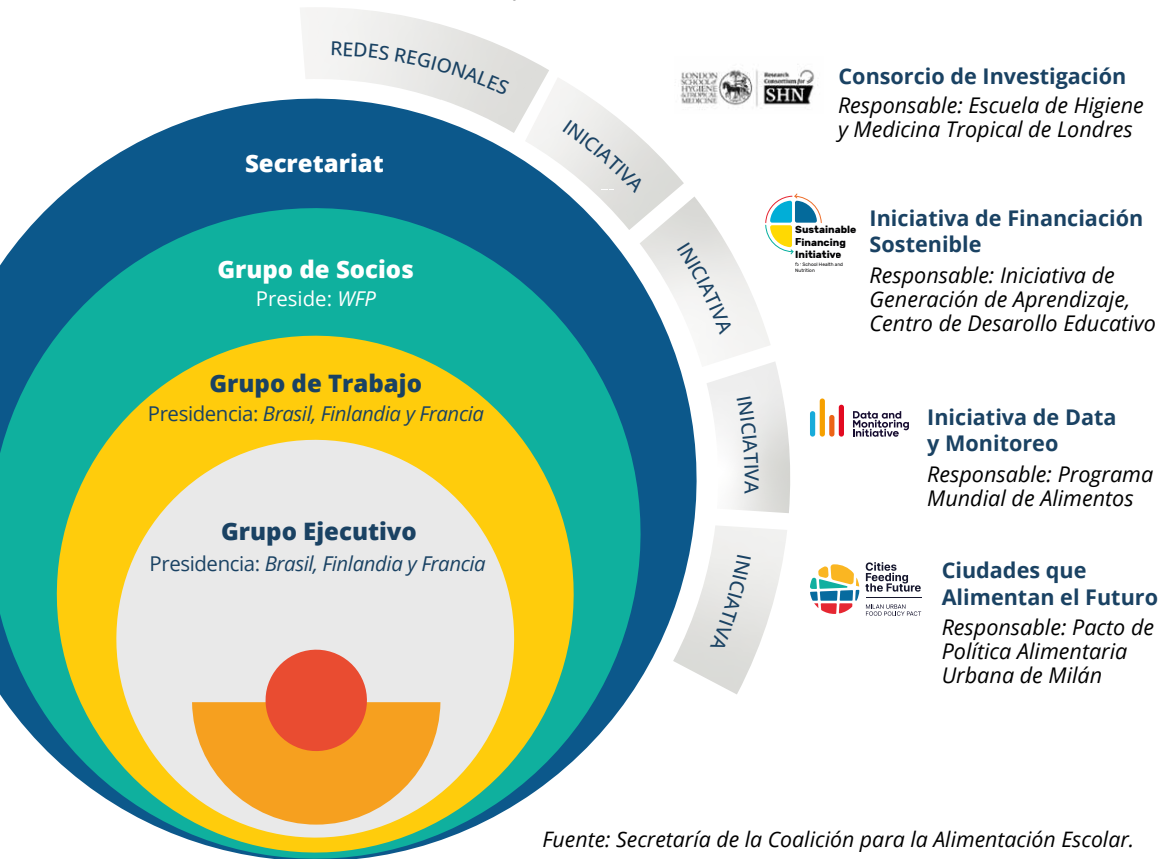 REDES REGIONALES
INICIATIVA
INICIATIVA
INICIATIVA
INICIATIVA
Secretariat
Grupo de Socios
Preside: WFP
Grupo de Trabajo
Presidencia: Brasil, Finlandia y Francia
Grupo Ejecutivo
Presidencia: Brasil, Finlandia y Francia
LONDON
SCHOOL of
HYGIENE
& TROPICAL
MEDICINE
Research
Consortium for
SHN
Consorcio de Investigación
Responsable: Escuela de Higiene
y Medicina Tropical de Londres
Sustainable
Financing
Initiative
for School Health and
Nutrition
Iniciativa de Financiación
Sostenible
Responsable: Iniciativa de
Generación de Aprendizaje,
Centro de Desarollo Educativo
Data and
Monitoring
Initiative
Iniciativa de Data
y Monitoreo
Responsable: Programa
Mundial de Alimentos
Cities
Feeding
the Future
MILAN URBAN
FOOD POLICY PACT
Ciudades que
Alimentan el Futuro
Responsable: Pacto de
Política Alimentaria
Urbana de Milán
Fuente: Secretaría de la Coalición para la Alimentación Escolar.